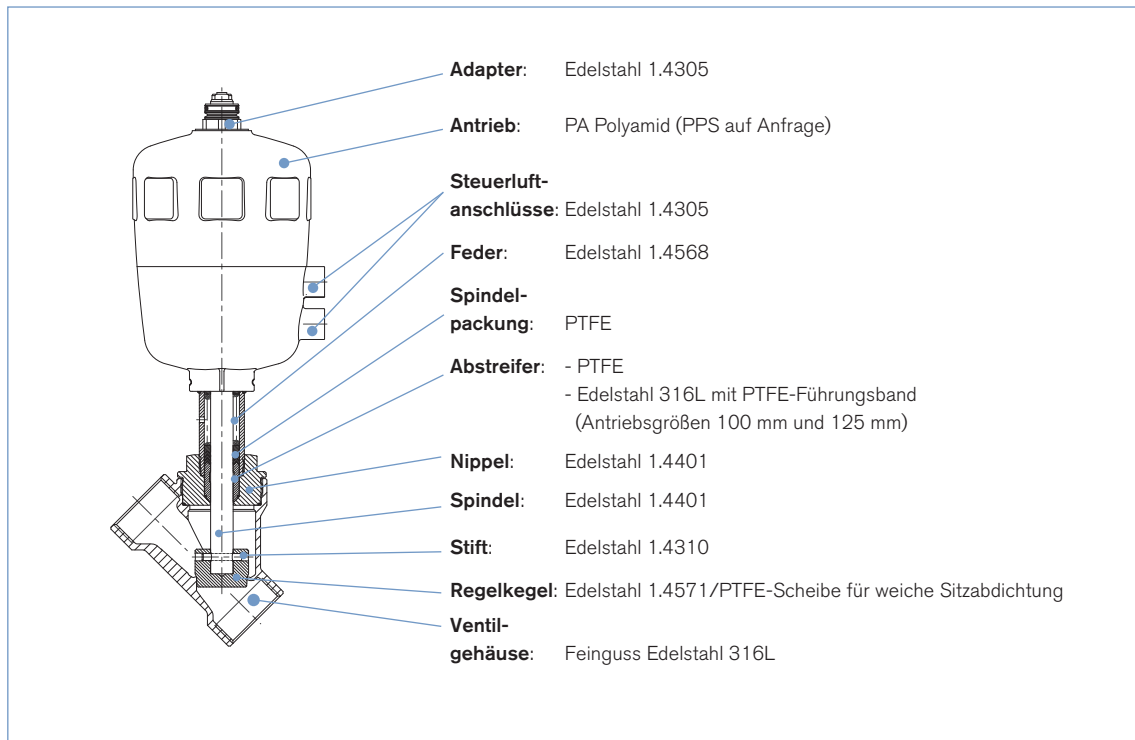 Adapter: Edelstahl 1.4305
Antrieb: PA Polyamid (PPS auf Anfrage)
Steuerluft-
anschlüsse: Edelstahl 1.4305
Feder: Edelstahl 1.4568
Spindel-
packung: PTFE
Abstreifer: - PTFE
- Edelstahl 316L mit PTFE-Führungsband
(Antriebsgrößen 100 mm und 125 mm)
Nippel: Edelstahl 1.4401
Spindel: Edelstahl 1.4401
Stift: Edelstahl 1.4310
Regelkegel: Edelstahl 1.4571/PTFE-Scheibe für weiche Sitzabdichtung
Ventil-
gehäuse: Feinguss Edelstahl 316L